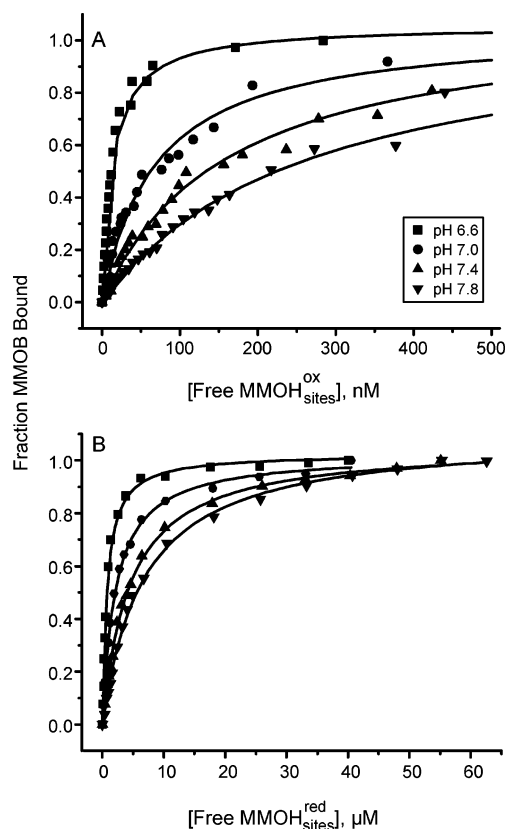 A
1.0
0.8
0.6
0.4
0.2
0.0
pH 6.6
pH 7.0
pH 7.4
pH 7.8
0 100 200 300 400 500
[Free MMOH^ox_sites], nM
Fraction MMOB Bound
B
1.0
0.8
0.6
0.4
0.2
0.0
0 10 20 30 40 50 60
[Free MMOH^red_sites], µM